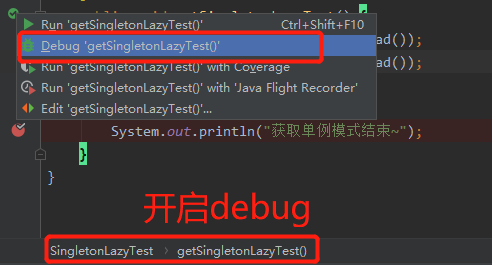 Run 'getSingletonLazyTest()' Ctrl+Shift+F10
Debug 'getSingletonLazyTest()' ad());
Run 'getSingletonLazyTest()' with Coverage ad());
Run 'getSingletonLazyTest()' with 'Java Flight Recorder'
Edit 'getSingletonLazyTest()'...
System.out.println("获取单例模式结束~");
}
}
开启debug
SingletonLazyTest › getSingletonLazyTest()